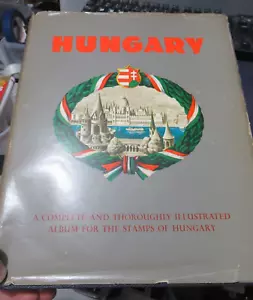 HUNGARY
A COMPLETE AND THOROUGHLY ILLUSTRATED
ALBUM FOR THE STAMPS OF HUNGARY